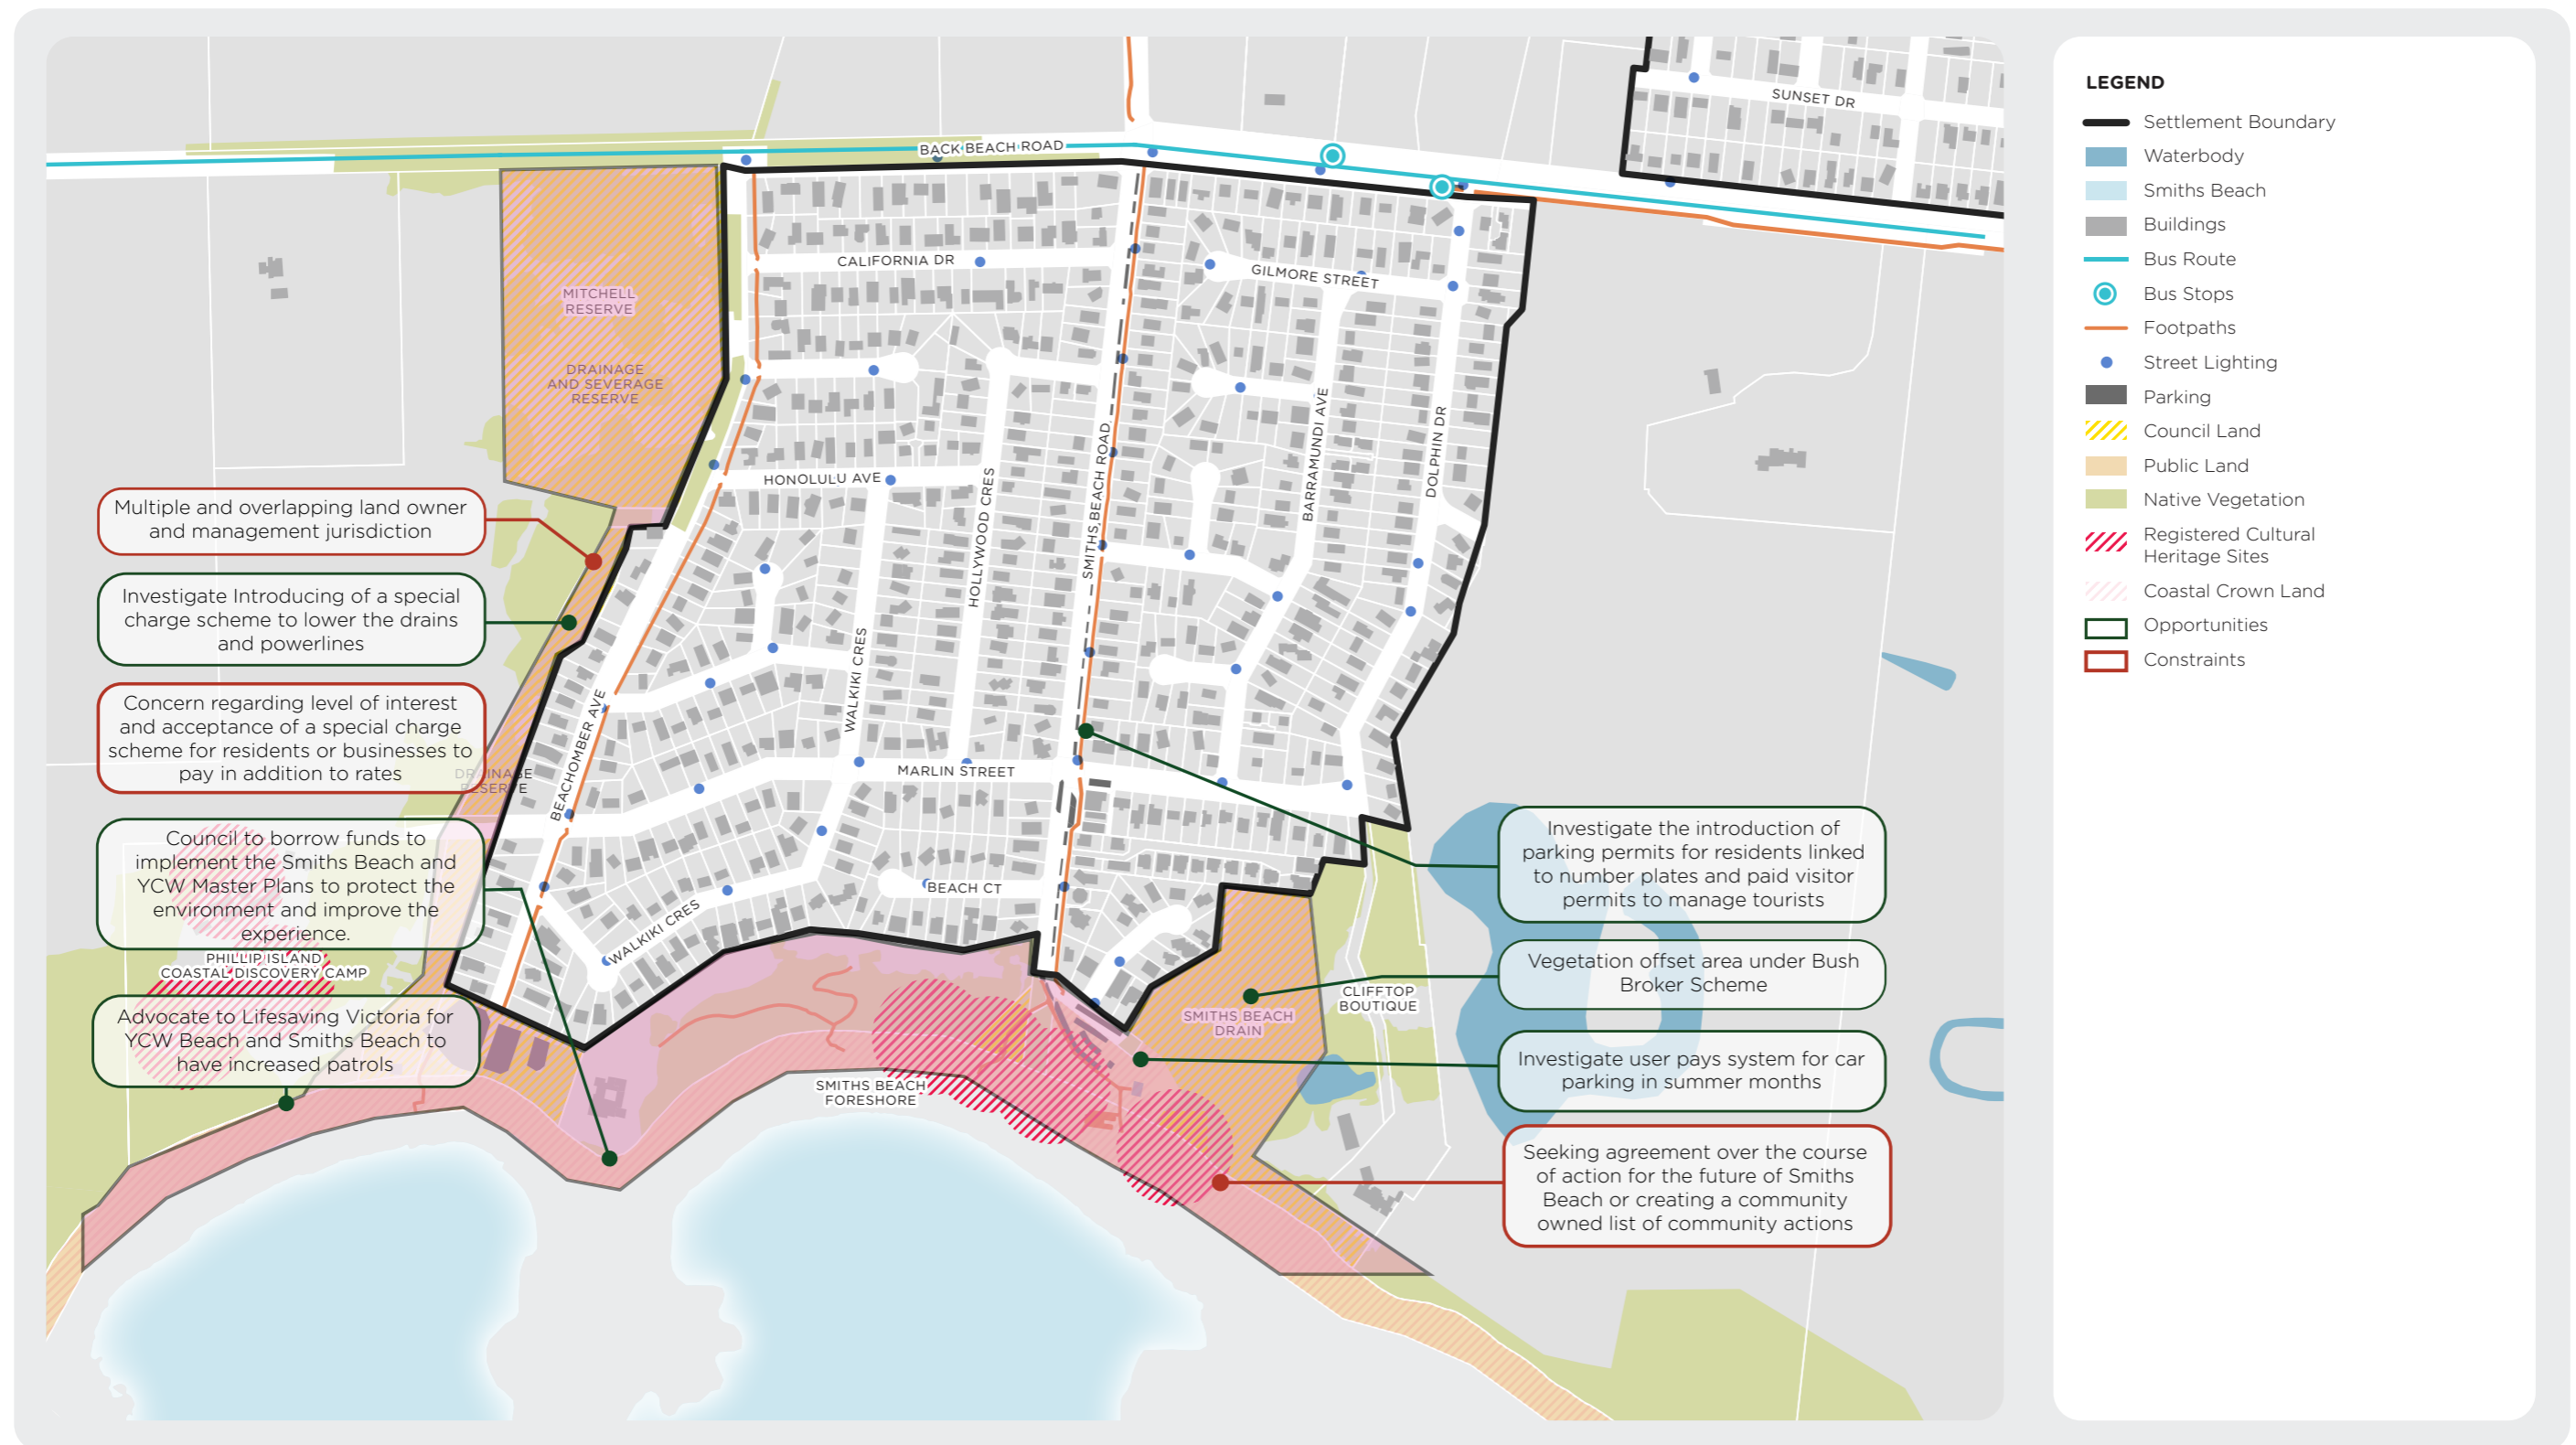 SUNSET DR
BACK BEACH ROAD
CALIFORNIA DR
GILMORE STREET
MITCHELL
RESERVE
DRAINAGE
AND SEVERAGE
RESERVE
BARRAMUNDI AVE
DOLPHIN DR
HONOLULU AVE
HOLLYWOOD CRES
SMITHS BEACH ROAD
WALKIKI CRES
BEACHOMBER AVE
MARLIN STREET
DRAINAGE
RESERVE
BEACH CT
WALKIKI CRES
PHILLIP ISLAND
COASTAL DISCOVERY CAMP
CLIFFTOP
BOUTIQUE
SMITHS BEACH
DRAIN
SMITHS BEACH
FORESHORE
Multiple and overlapping land owner
and management jurisdiction
Investigate Introducing of a special
charge scheme to lower the drains
and powerlines
Concern regarding level of interest
and acceptance of a special charge
scheme for residents or businesses to
pay in addition to rates
Council to borrow funds to
implement the Smiths Beach and
YCW Master Plans to protect the
environment and improve the
experience.
Advocate to Lifesaving Victoria for
YCW Beach and Smiths Beach to
have increased patrols
Investigate the introduction of
parking permits for residents linked
to number plates and paid visitor
permits to manage tourists
Vegetation offset area under Bush
Broker Scheme
Investigate user pays system for car
parking in summer months
Seeking agreement over the course
of action for the future of Smiths
Beach or creating a community
owned list of community actions
LEGEND
Settlement Boundary
Waterbody
Smiths Beach
Buildings
Bus Route
Bus Stops
Footpaths
Street Lighting
Parking
Council Land
Public Land
Native Vegetation
Registered Cultural
Heritage Sites
Coastal Crown Land
Opportunities
Constraints